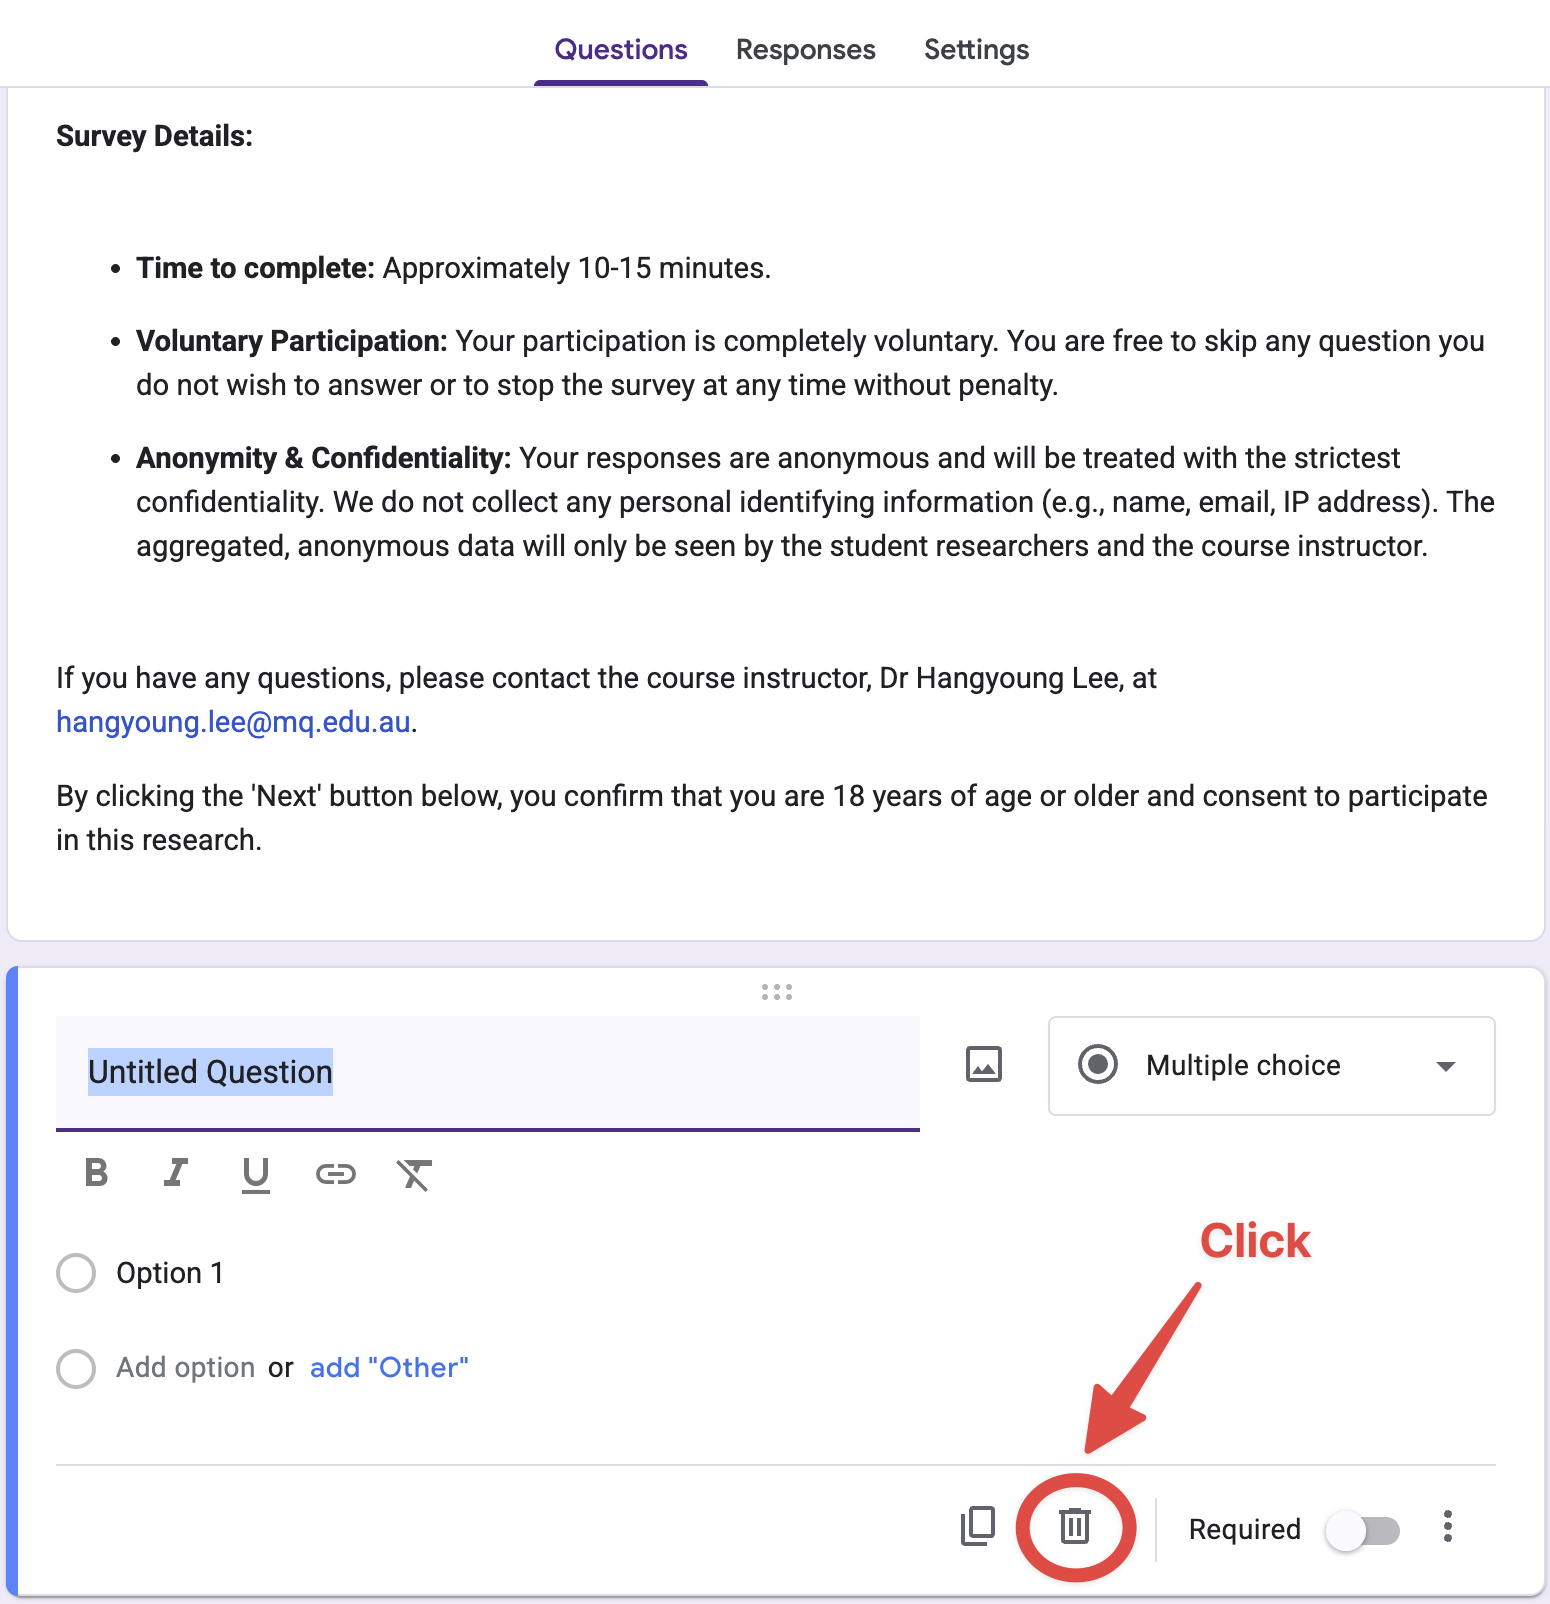 Questions Responses Settings
Survey Details:
• Time to complete: Approximately 10-15 minutes.
• Voluntary Participation: Your participation is completely voluntary. You are free to skip any question you
do not wish to answer or to stop the survey at any time without penalty.
• Anonymity & Confidentiality: Your responses are anonymous and will be treated with the strictest
confidentiality. We do not collect any personal identifying information (e.g., name, email, IP address). The
aggregated, anonymous data will only be seen by the student researchers and the course instructor.
If you have any questions, please contact the course instructor, Dr Hangyoung Lee, at
hangyoung.lee@mq.edu.au.
By clicking the 'Next' button below, you confirm that you are 18 years of age or older and consent to participate
in this research.
Untitled Question
Multiple choice
B I U
Click
Option 1
Add option or add "Other"
Required